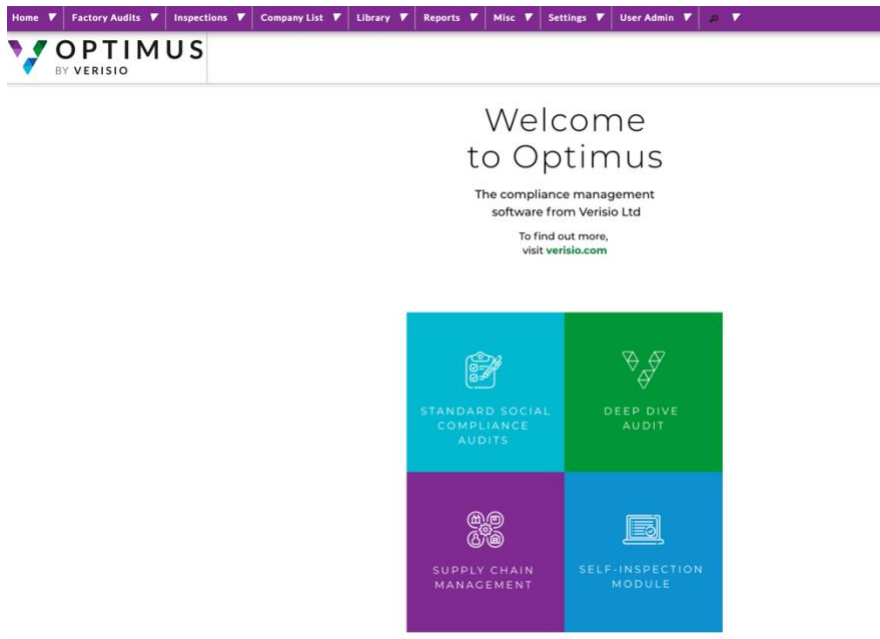 Home Factory Audits Inspections Company List Library Reports Misc Settings User Admin
OPTIMUS
BY VERISIO
Welcome
to Optimus
The compliance management
software from Verisio Ltd
To find out more,
visit verisio.com
STANDARD SOCIAL
COMPLIANCE
AUDITS
DEEP DIVE
AUDIT
SUPPLY CHAIN
MANAGEMENT
SELF-INSPECTION
MODULE